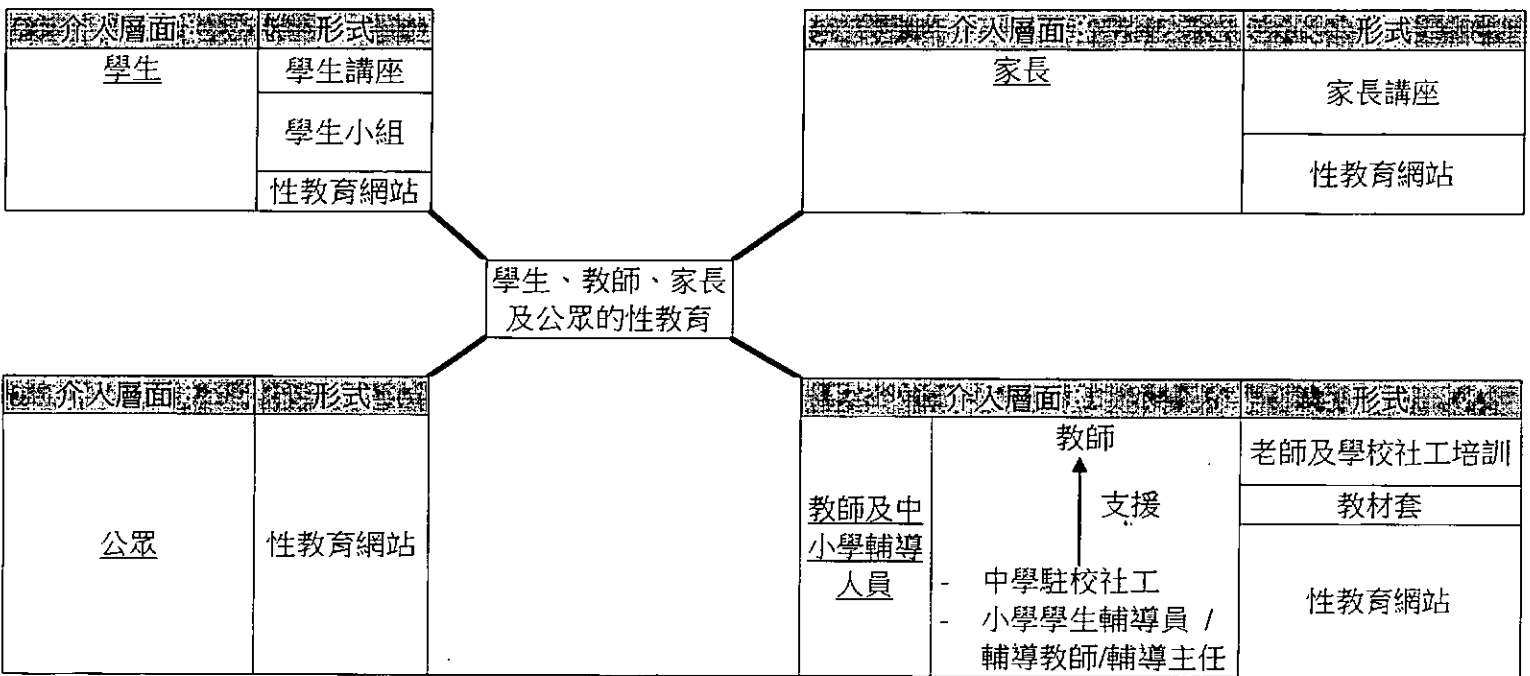 介入層面 形式
學生 學生講座
學生小組
性教育網站
介入層面 形式
家長 家長講座
性教育網站
學生、教師、家長
及公眾的性教育
介入層面 形式
公眾 性教育網站
介入層面 形式
教師及中
小學輔導
人員
教師
支援
- 中學駐校社工
- 小學學生輔導員 /
輔導教師/輔導主任
老師及學校社工培訓
教材套
性教育網站